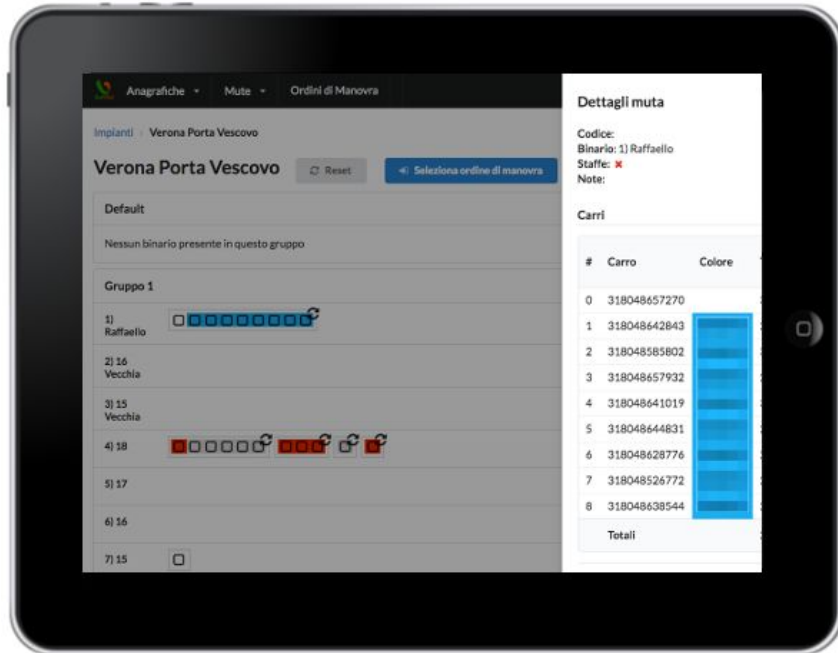 Anagrafiche Mute Ordini di Manovra
Impianti Verona Porta Vescovo
Verona Porta Vescovo Reset Seleziona ordine di manovra
Default
Nessun binario presente in questo gruppo
Gruppo 1
1)
Raffaello
2) 16
Vecchia
3) 15
Vecchia
4) 18
5) 17
6) 16
7) 15
Dettagli muta
Codice:
Binario: 1) Raffaello
Staffe:
Note:
Carri
# Carro Colore
0 318048657270
1 318048642843
2 318048585802
3 318048657932
4 318048641019
5 318048644831
6 318048628776
7 318048526772
8 318048638544
Totali